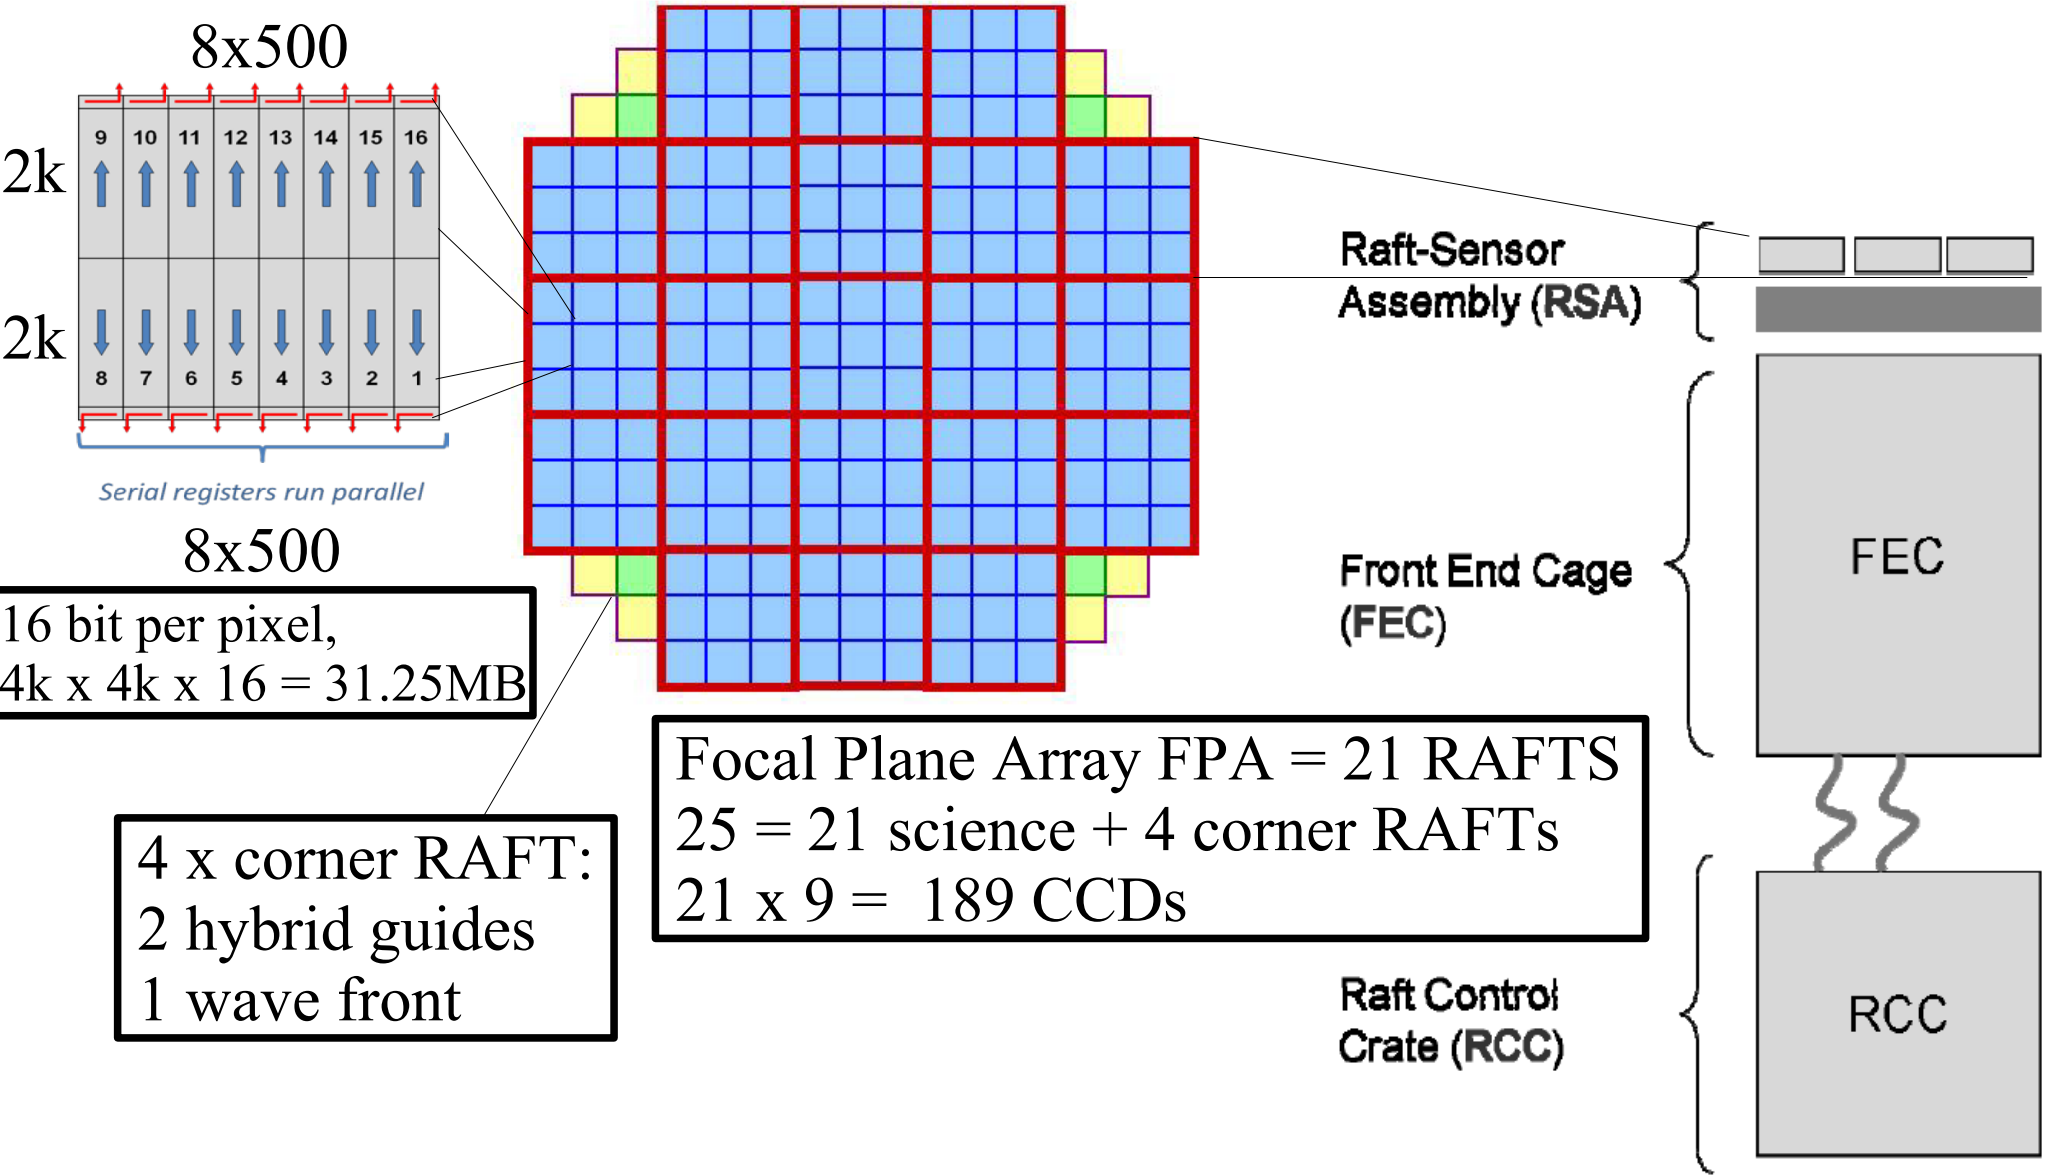 8x500
9 10 11 12 13 14 15 16
2k
2k
8 7 6 5 4 3 2 1
Serial registers run parallel
8x500
16 bit per pixel,
4k x 4k x 16 = 31.25MB
4 x corner RAFT:
2 hybrid guides
1 wave front
Focal Plane Array FPA = 21 RAFTS
25 = 21 science + 4 corner RAFTs
21 x 9 = 189 CCDs
Raft-Sensor
Assembly (RSA)
Front End Cage
(FEC)
FEC
Raft Control
Crate (RCC)
RCC